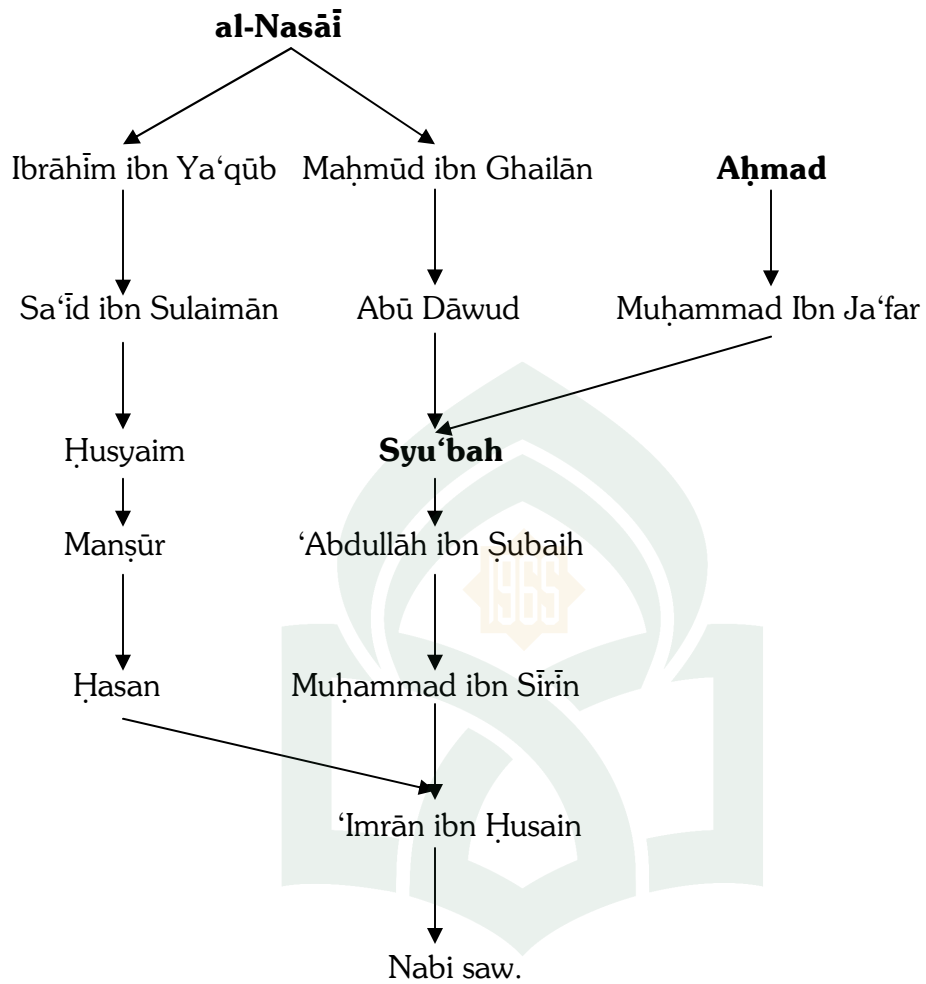 al-Nasāī
Ibrāhīm ibn Ya‘qūb Maḥmūd ibn Ghailān Aḥmad
Sa‘īd ibn Sulaimān Abū Dāwud Muḥammad Ibn Ja‘far
Ḥusyaim Syu‘bah
Manṣūr ‘Abdullāh ibn Ṣubaih
1965
Ḥasan Muḥammad ibn Sīrīn
‘Imrān ibn Ḥusain
Nabi saw.